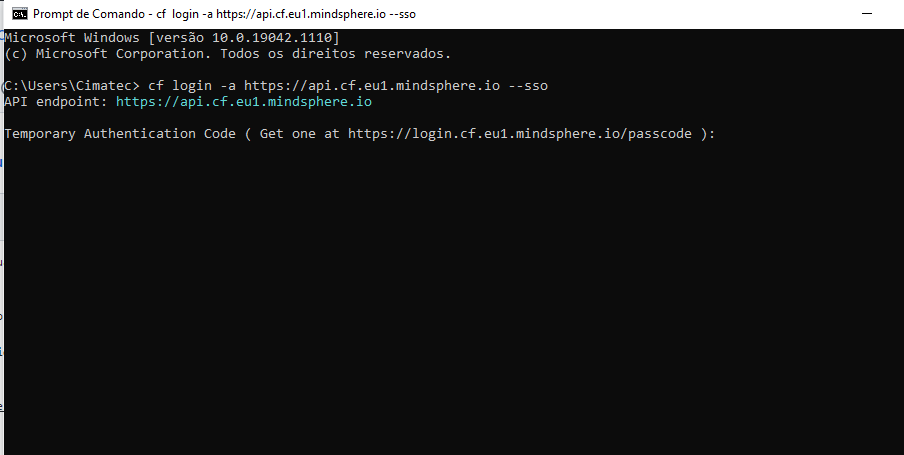 Prompt de Comando - cf  login -a https://api.cf.eu1.mindsphere.io --sso
Microsoft Windows [versão 10.0.19042.1110]
(c) Microsoft Corporation. Todos os direitos reservados.
C:\Users\Cimatec> cf login -a https://api.cf.eu1.mindsphere.io --sso
API endpoint: https://api.cf.eu1.mindsphere.io
Temporary Authentication Code ( Get one at https://login.cf.eu1.mindsphere.io/passcode ):